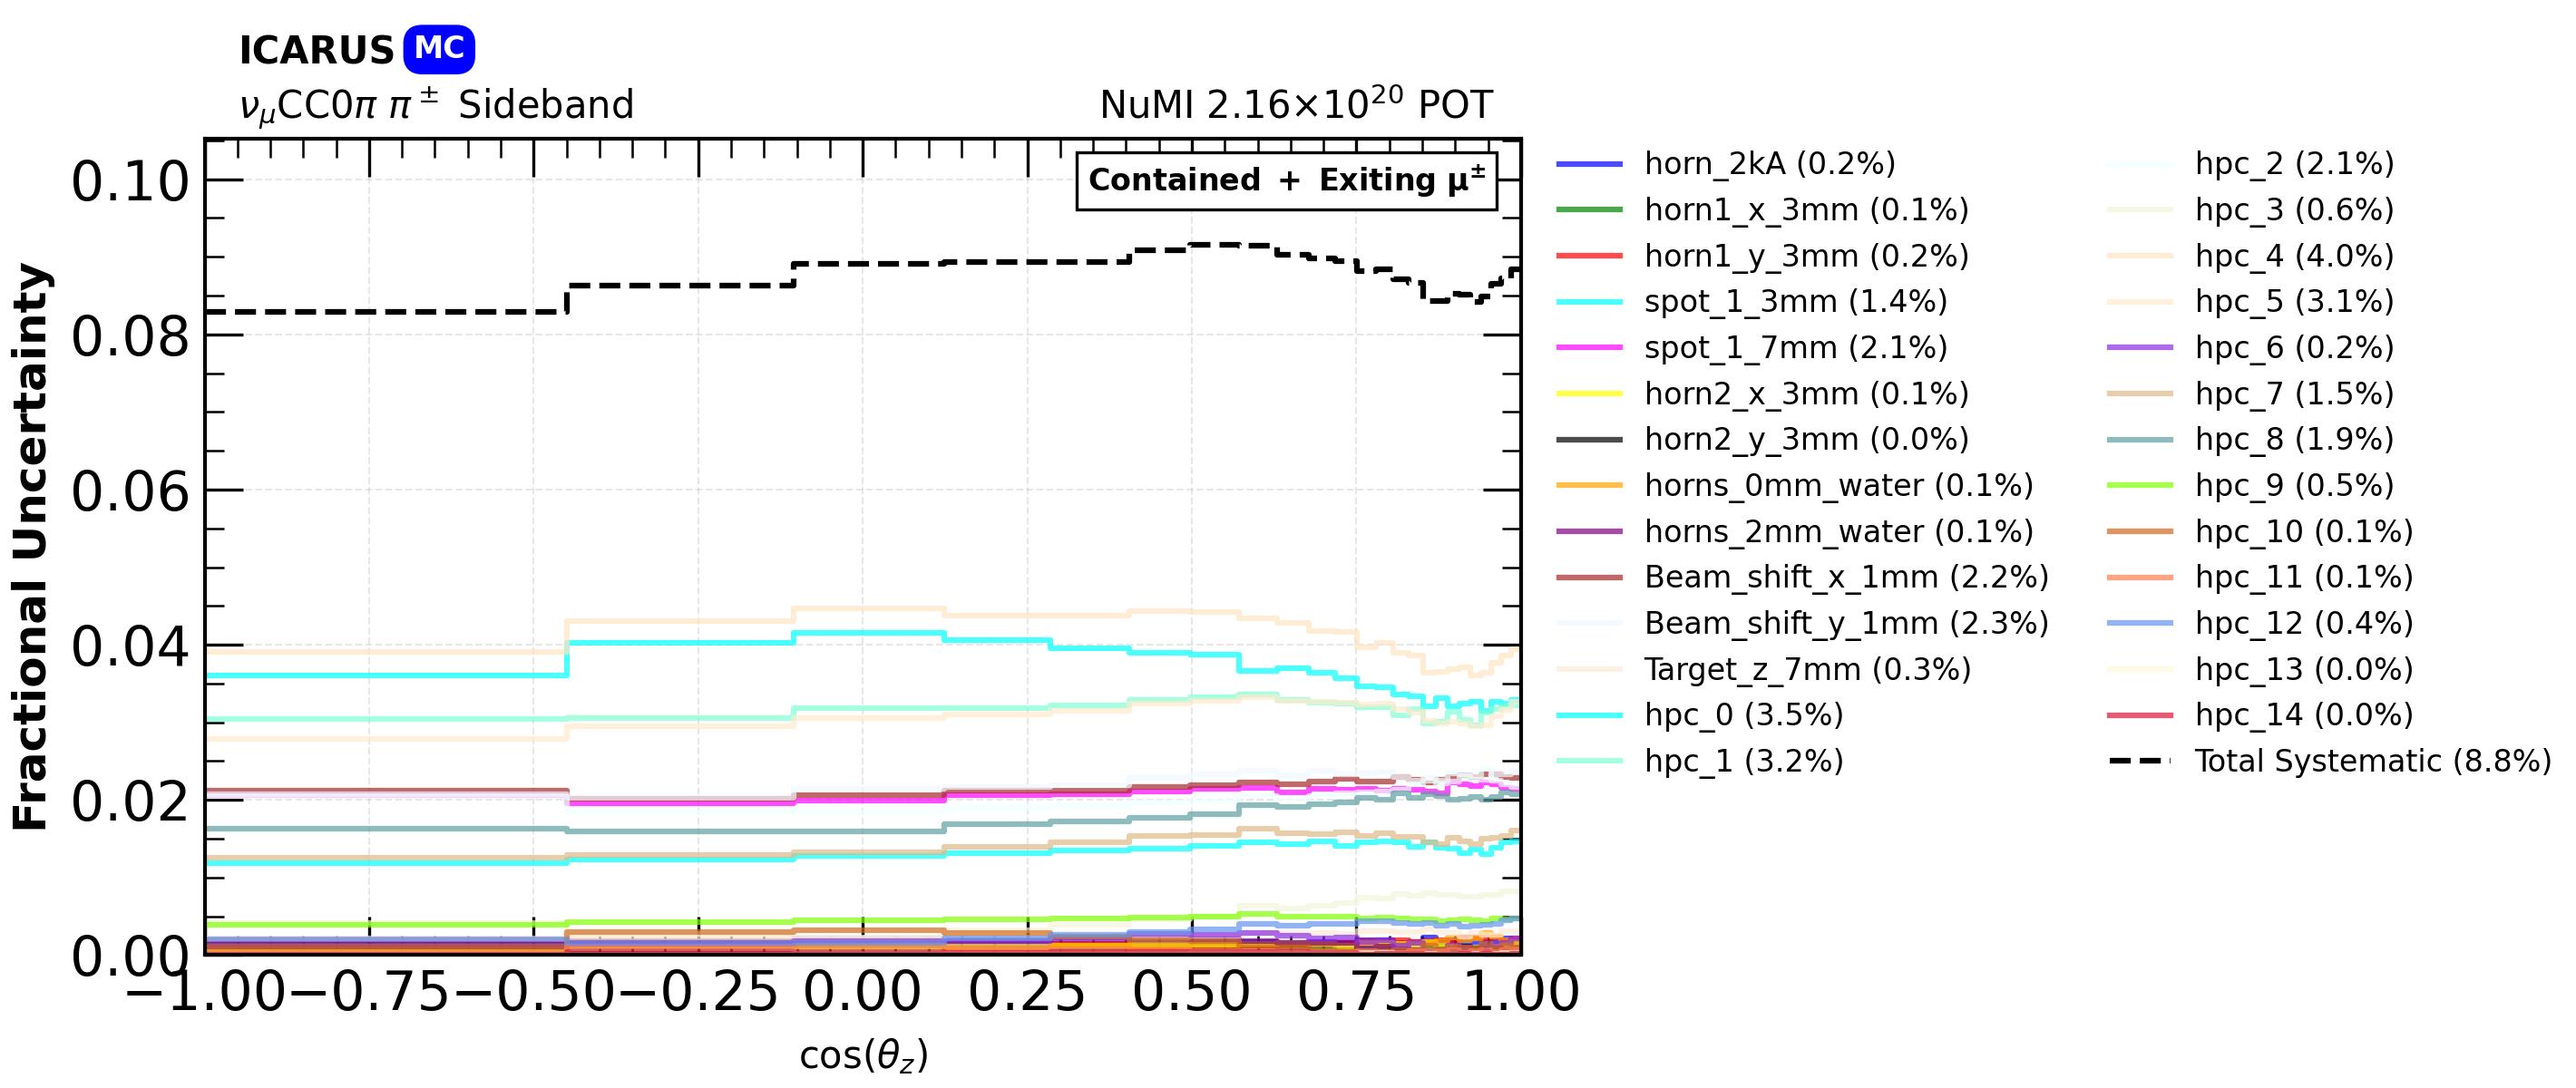 ICARUS MC
νμCC0π π± Sideband
NuMI 2.16×10²⁰ POT
Contained + Exiting μ±
Fractional Uncertainty
0.10
0.08
0.06
0.04
0.02
0.00
−1.00 −0.75 −0.50 −0.25 0.00 0.25 0.50 0.75 1.00
cos(θz)
horn_2kA (0.2%)
horn1_x_3mm (0.1%)
horn1_y_3mm (0.2%)
spot_1_3mm (1.4%)
spot_1_7mm (2.1%)
horn2_x_3mm (0.1%)
horn2_y_3mm (0.0%)
horns_0mm_water (0.1%)
horns_2mm_water (0.1%)
Beam_shift_x_1mm (2.2%)
Beam_shift_y_1mm (2.3%)
Target_z_7mm (0.3%)
hpc_0 (3.5%)
hpc_1 (3.2%)
hpc_2 (2.1%)
hpc_3 (0.6%)
hpc_4 (4.0%)
hpc_5 (3.1%)
hpc_6 (0.2%)
hpc_7 (1.5%)
hpc_8 (1.9%)
hpc_9 (0.5%)
hpc_10 (0.1%)
hpc_11 (0.1%)
hpc_12 (0.4%)
hpc_13 (0.0%)
hpc_14 (0.0%)
Total Systematic (8.8%)